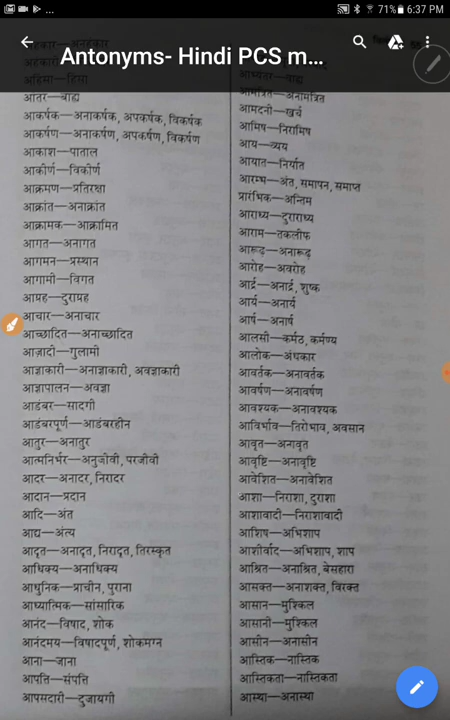 71% 6:37 PM
Antonyms- Hindi PCS m...
अहिंसा—हिंसा
आंतर—बाह्य
आकर्षक—अनाकर्षक, अपकर्षक, विकर्षक
आकर्षण—अनाकर्षण, अपकर्षण, विकर्षण
आकाश—पाताल
आकीर्ण—विकीर्ण
आक्रमण—प्रतिरक्षा
आक्रांत—अनाक्रांत
आक्रामक—आक्रामित
आगत—अनागत
आगमन—प्रस्थान
आगामी—विगत
आग्रह—दुराग्रह
आचार—अनाचार
आच्छादित—अनाच्छादित
आज़ादी—गुलामी
आज्ञाकारी—अनाज्ञाकारी, अवज्ञाकारी
आज्ञापालन—अवज्ञा
आडंबर—सादगी
आडंबरपूर्ण—आडंबरहीन
आतुर—अनातुर
आत्मनिर्भर—अनुजीवी, परजीवी
आदर—अनादर, निरादर
आदान—प्रदान
आदि—अंत
आद्य—अंत्य
आदृत—अनादृत, निरादृत, तिरस्कृत
आधिक्य—अनाधिक्य
आधुनिक—प्राचीन, पुराना
आध्यात्मिक—सांसारिक
आनंद—विषाद, शोक
आनंदमय—विषादपूर्ण, शोकमग्न
आना—जाना
आपत्ति—संपत्ति
आपसदारी—दुजायगी
आभ्यंतर—बाह्य
आमंत्रित—अनामंत्रित
आमदनी—खर्च
आमिष—निरामिष
आय—व्यय
आयात—निर्यात
आरम्भ—अंत, समापन, समाप्त
प्रारंभिक—अन्तिम
आराध्य—दुराराध्य
आराम—तकलीफ
आरूढ़—अनारूढ़
आरोह—अवरोह
आर्द्र—अनार्द्र, शुष्क
आर्य—अनार्य
आर्ष—अनार्ष
आलसी—कर्मठ, कर्मण्य
आलोक—अंधकार
आवर्तक—अनावर्तक
आवर्षण—अनावर्षण
आवश्यक—अनावश्यक
आविर्भाव—तिरोभाव, अवसान
आवृत—अनावृत
आवृष्टि—अनावृष्टि
आवेशित—अनावेशित
आशा—निराशा, दुराशा
आशावादी—निराशावादी
आशिष—अभिशाप
आशीर्वाद—अभिशाप, शाप
आश्रित—अनाश्रित, बेसहारा
आसक्त—अनाशक्त, विरक्त
आसान—मुश्किल
आसानी—मुश्किल
आसीन—अनासीन
आस्तिक—नास्तिक
आस्तिकता—नास्तिकता
आस्था—अनास्था